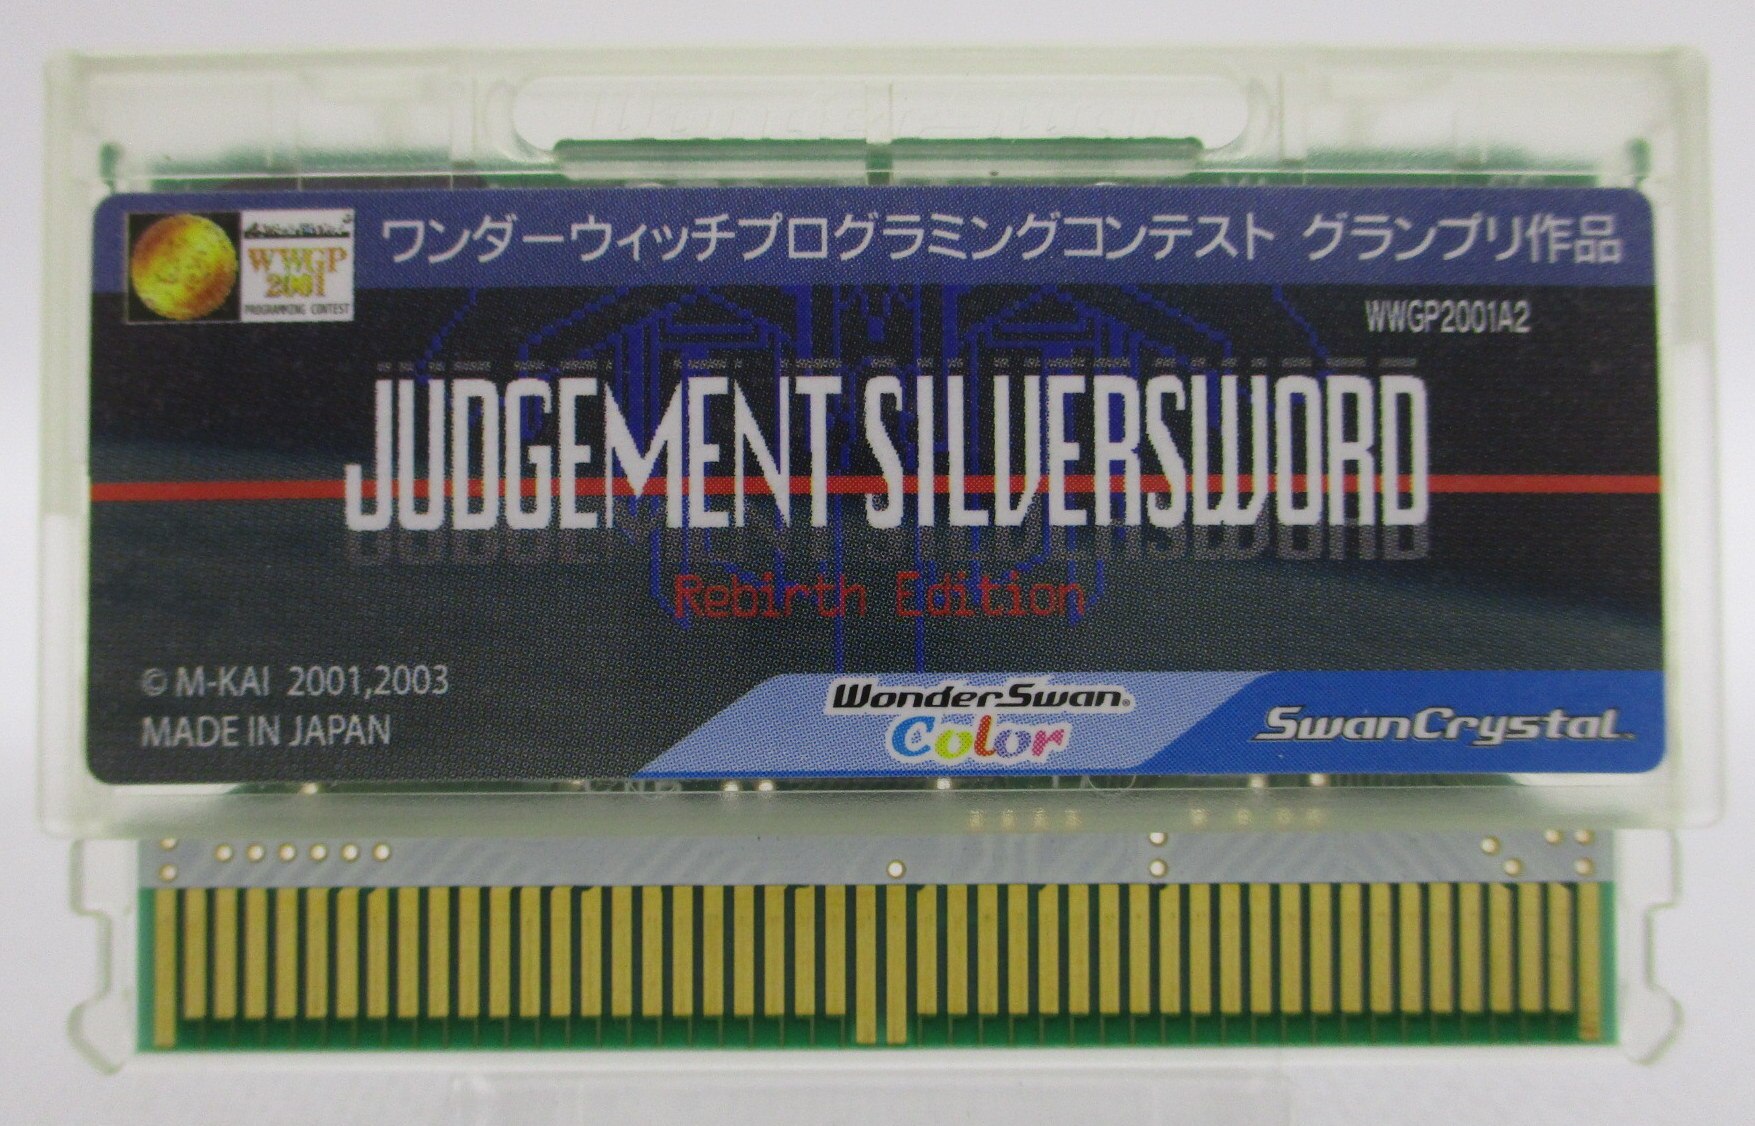 ワンダーウィッチプログラミングコンテスト グランプリ作品
WWGP
2001
PROGRAMMING CONTEST
WWGP2001A2
JUDGEMENT SILVERSWORD
Rebirth Edition
© M-KAI 2001,2003
MADE IN JAPAN
WonderSwan®
Color
SwanCrystal™